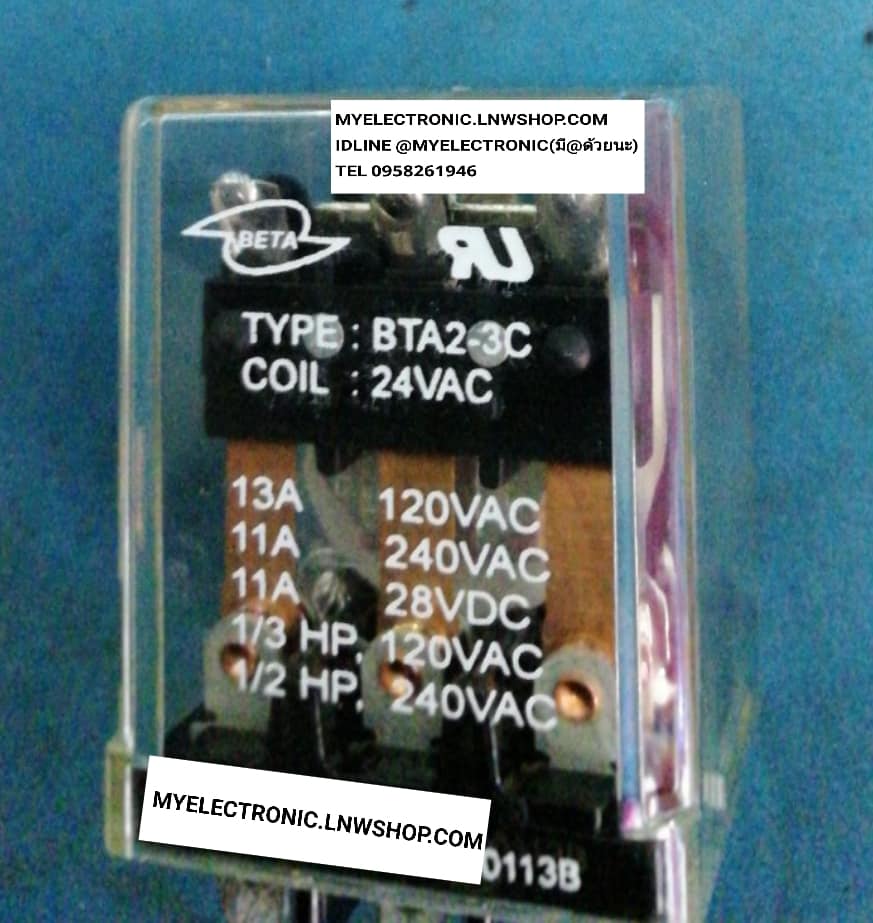 MYELECTRONIC.LNWSHOP.COM
IDLINE @MYELECTRONIC(มี@ด้วยนะ)
TEL 0958261946
BETA
UR
TYPE : BTA2-3C
COIL : 24VAC
13A 120VAC
11A 240VAC
11A 28VDC
1/3 HP, 120VAC
1/2 HP, 240VAC
MYELECTRONIC.LNWSHOP.COM
0113B